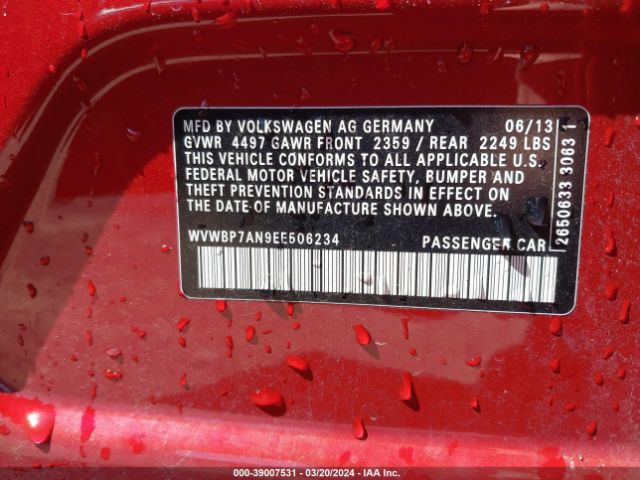 MFD BY VOLKSWAGEN AG GERMANY 06/13
GVWR 4497 GAWR FRONT 2359 / REAR 2249 LBS
THIS VEHICLE CONFORMS TO ALL APPLICABLE U.S.
FEDERAL MOTOR VEHICLE SAFETY, BUMPER AND
THEFT PREVENTION STANDARDS IN EFFECT ON
THE DATE OF MANUFACTURE SHOWN ABOVE.
WVWBP7AN9EE506234 PASSENGER CAR
2650633 3063 1
000-39007531 - 03/20/2024 - IAA Inc.